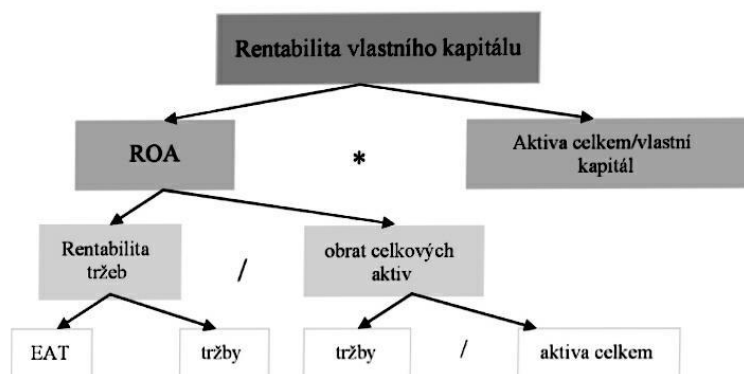 Rentabilita vlastního kapitálu
ROA
*
Aktiva celkem/vlastní
kapitál
Rentabilita
tržeb
/
obrat celkových
aktiv
EAT
tržby
tržby
/
aktiva celkem